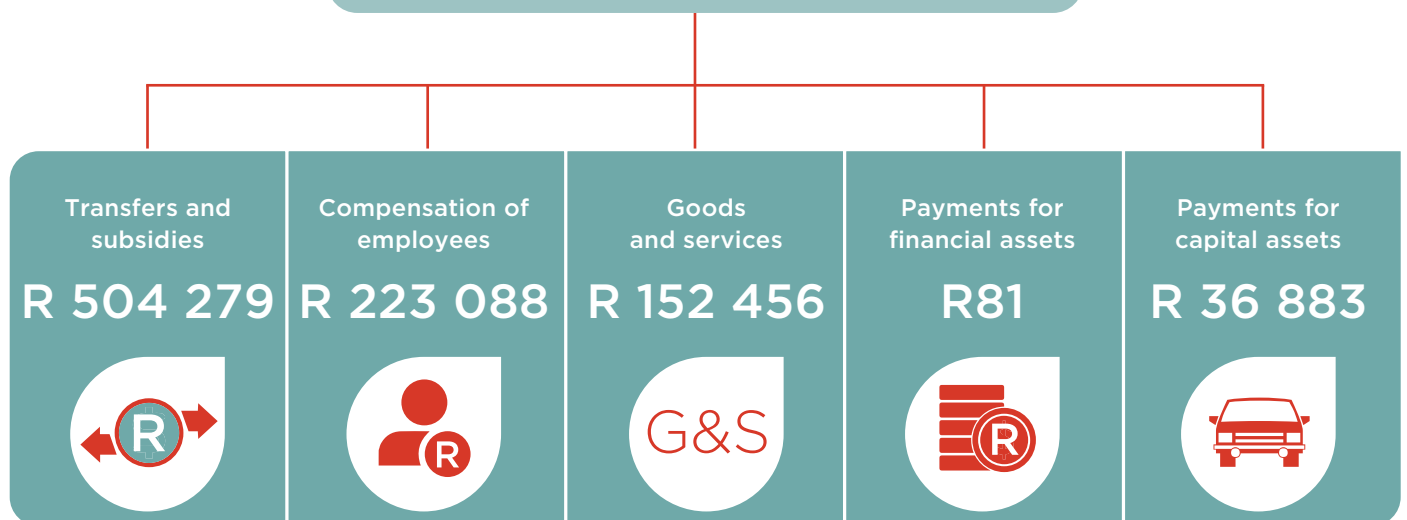 Transfers and
subsidies
R 504 279
R
Compensation of
employees
R 223 088
R
Goods
and services
R 152 456
G&S
Payments for
financial assets
R81
R
Payments for
capital assets
R 36 883